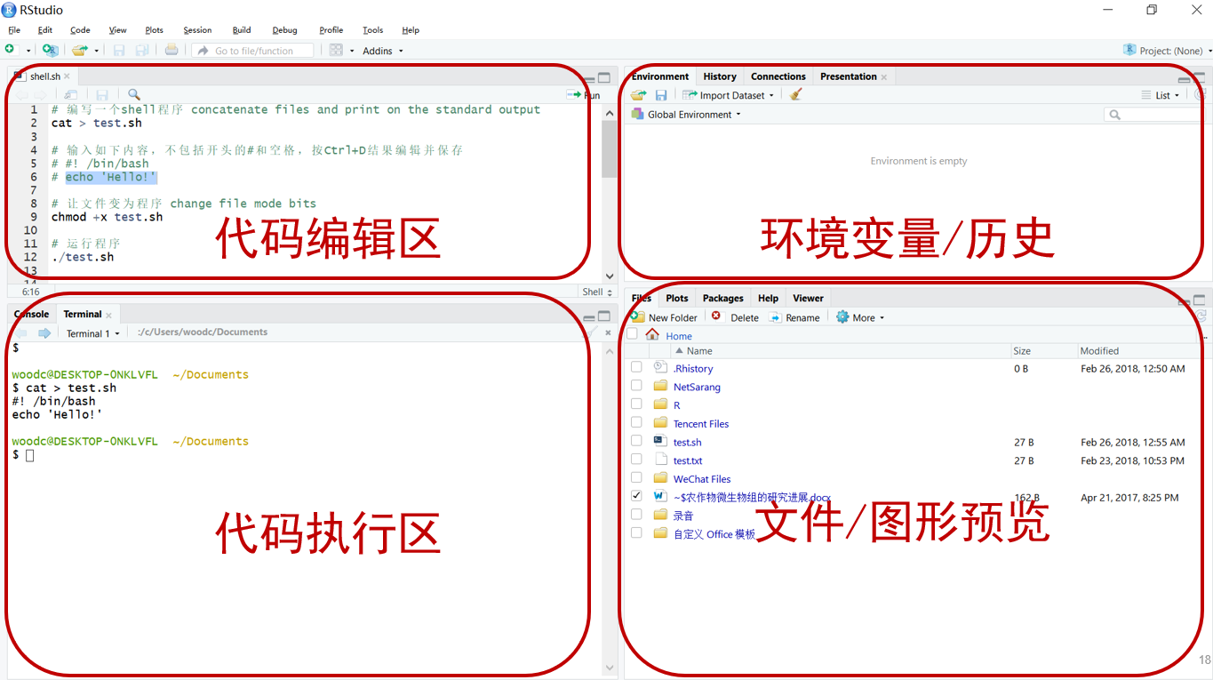 RStudio
File Edit Code View Plots Session Build Debug Profile Tools Help
Go to file/function Addins Project: (None)
shell.sh
Run
1 # 编写一个shell程序 concatenate files and print on the standard output
2 cat > test.sh
3
4 # 输入如下内容，不包括开头的#和空格，按Ctrl+D结果编辑并保存
5 # #! /bin/bash
6 # echo 'Hello!'
7
8 # 让文件变为程序 change file mode bits
9 chmod +x test.sh
10
11 # 运行程序
12 ./test.sh
13
14
代码编辑区
6:16 Shell
Environment History Connections Presentation
Import Dataset List
Global Environment
Environment is empty
环境变量/历史
Console Terminal
Terminal 1 :/c/Users/woodc/Documents
$
woodc@DESKTOP-0NKLVFL ~/Documents
$ cat > test.sh
#! /bin/bash
echo 'Hello!'
woodc@DESKTOP-0NKLVFL ~/Documents
$
代码执行区
Files Plots Packages Help Viewer
New Folder Delete Rename More
Home
Name Size Modified
.Rhistory 0 B Feb 26, 2018, 12:50 AM
NetSarang
R
Tencent Files
test.sh 27 B Feb 26, 2018, 12:55 AM
test.txt 27 B Feb 23, 2018, 10:53 PM
WeChat Files
~$农作物微生物组的研究进展.docx 162 B Apr 21, 2017, 8:25 PM
录音
自定义 Office 模板
文件/图形预览
18